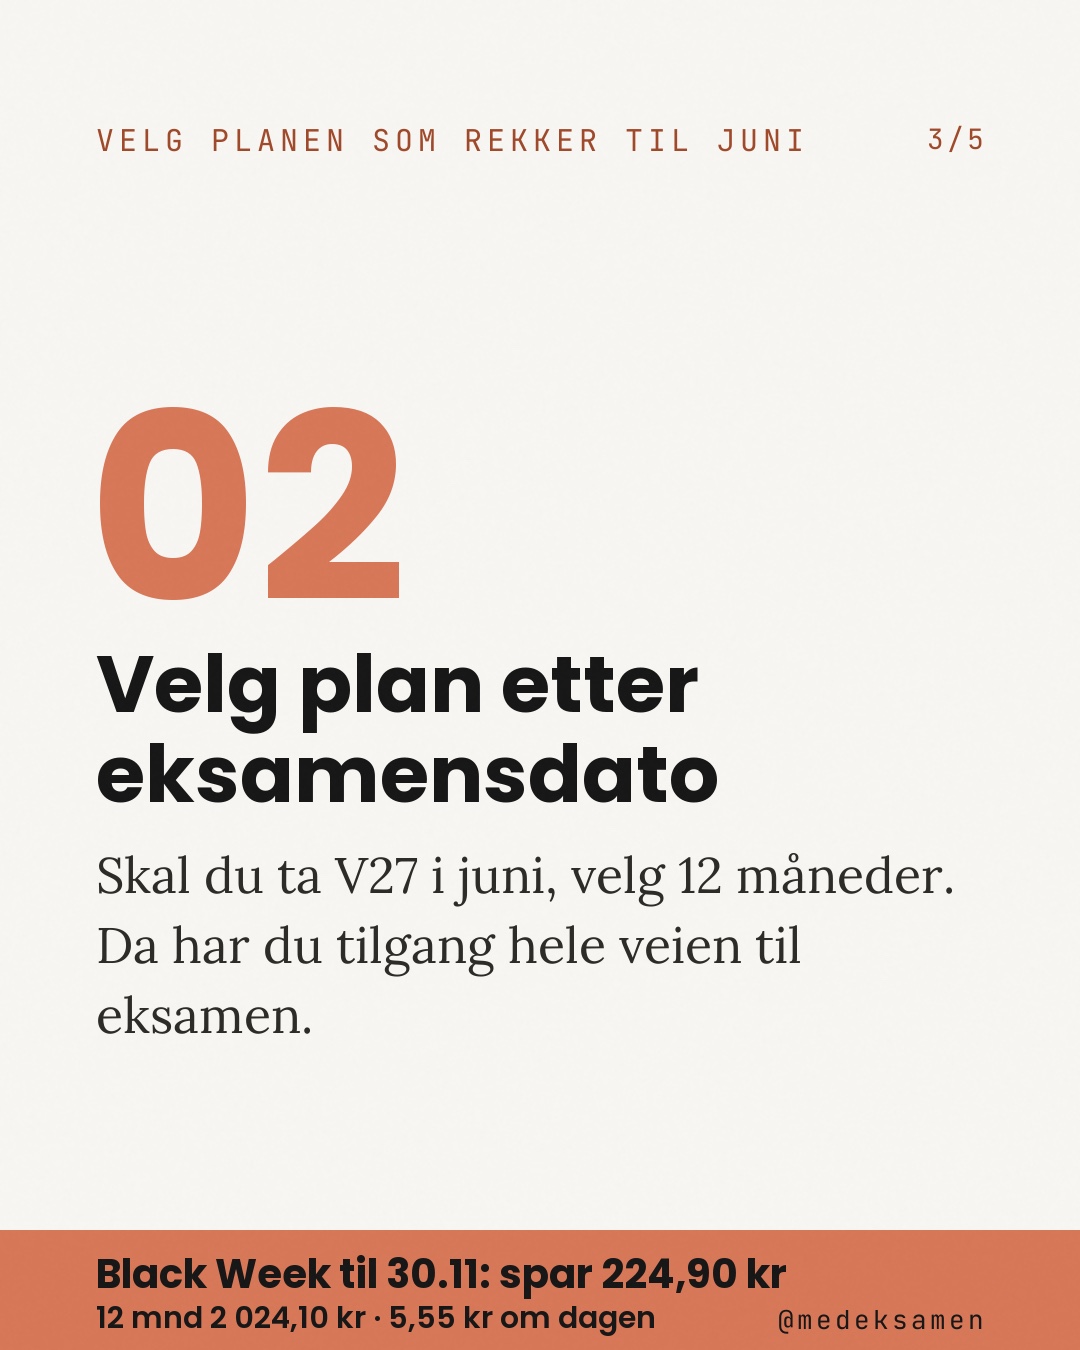 VELG PLANEN SOM REKKER TIL JUNI 3/5
02
Velg plan etter
eksamensdato
Skal du ta V27 i juni, velg 12 måneder.
Da har du tilgang hele veien til
eksamen.
Black Week til 30.11: spar 224,90 kr
12 mnd 2 024,10 kr · 5,55 kr om dagen @medeksamen